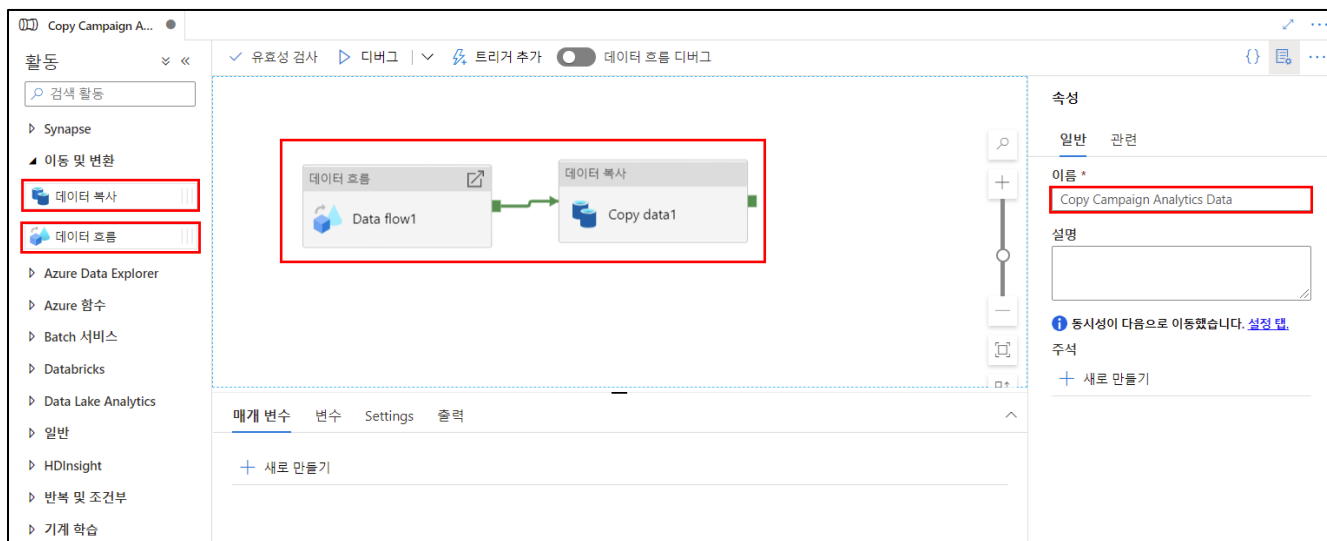 Copy Campaign A...
활동
유효성 검사 디버그 트리거 추가 데이터 흐름 디버그
검색 활동
Synapse
이동 및 변환
데이터 복사
데이터 흐름
Azure Data Explorer
Azure 함수
Batch 서비스
Databricks
Data Lake Analytics
일반
HDInsight
반복 및 조건부
기계 학습
데이터 흐름
Data flow1
데이터 복사
Copy data1
매개 변수 변수 Settings 출력
새로 만들기
속성
일반 관련
이름 *
Copy Campaign Analytics Data
설명
동시성이 다음으로 이동했습니다. 설정 탭.
주석
새로 만들기